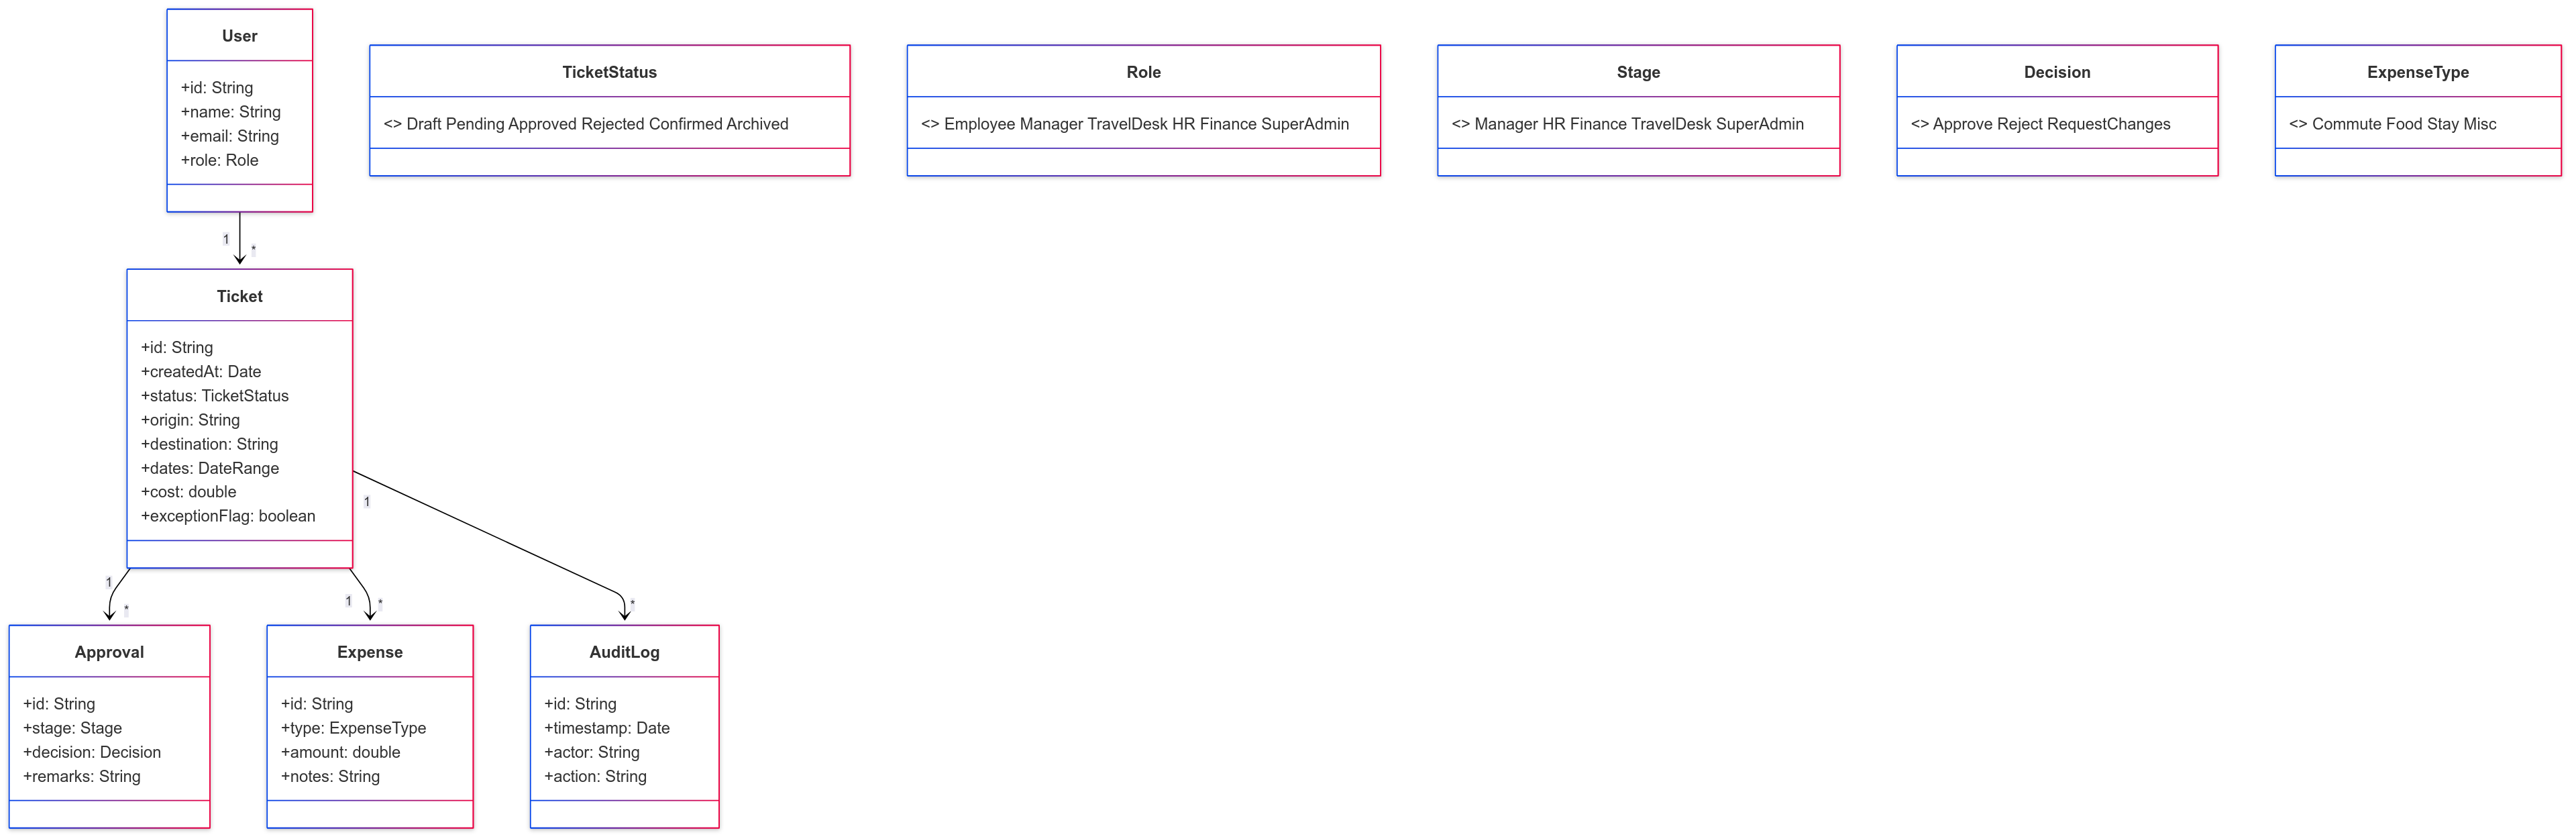 User
+id: String
+name: String
+email: String
+role: Role
TicketStatus
<> Draft Pending Approved Rejected Confirmed Archived
Role
<> Employee Manager TravelDesk HR Finance SuperAdmin
Stage
<> Manager HR Finance TravelDesk SuperAdmin
Decision
<> Approve Reject RequestChanges
ExpenseType
<> Commute Food Stay Misc
1
*
Ticket
+id: String
+createdAt: Date
+status: TicketStatus
+origin: String
+destination: String
+dates: DateRange
+cost: double
+exceptionFlag: boolean
1
*
1
*
1
*
Approval
+id: String
+stage: Stage
+decision: Decision
+remarks: String
Expense
+id: String
+type: ExpenseType
+amount: double
+notes: String
AuditLog
+id: String
+timestamp: Date
+actor: String
+action: String